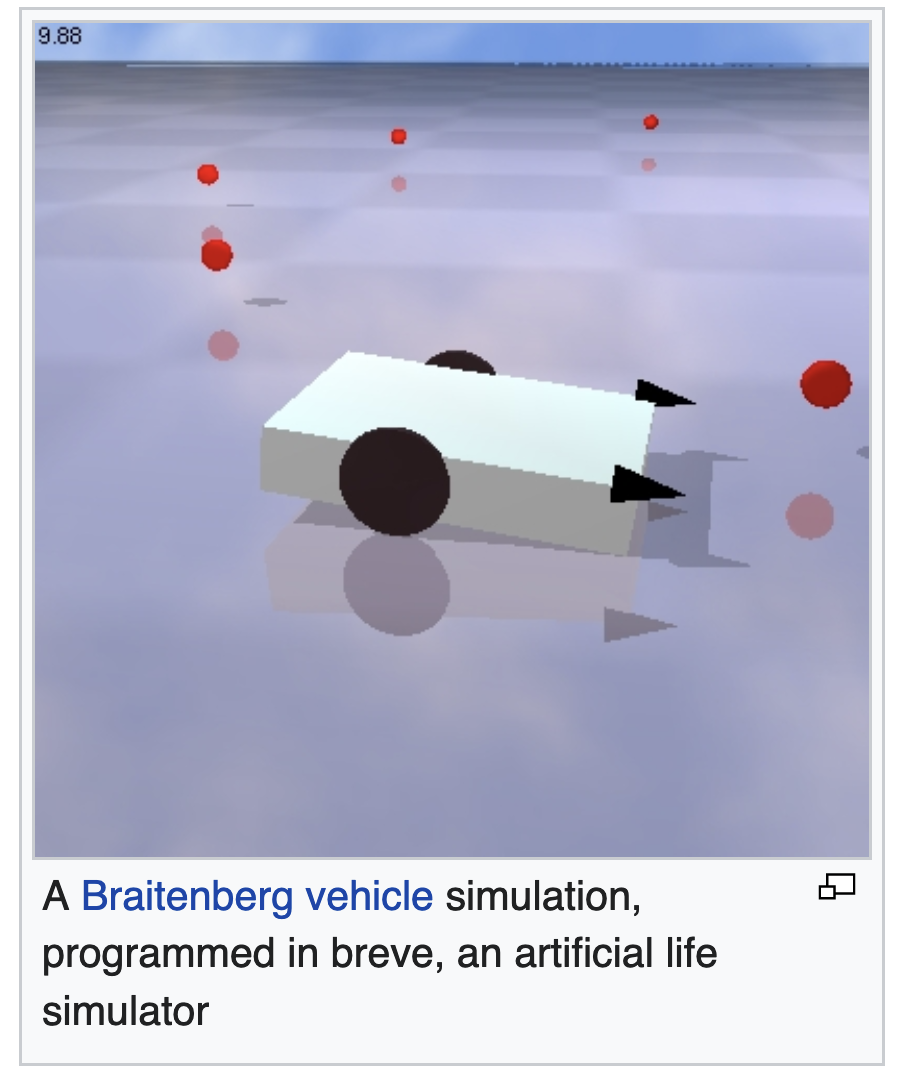 9.88
A Braitenberg vehicle simulation,
programmed in breve, an artificial life
simulator